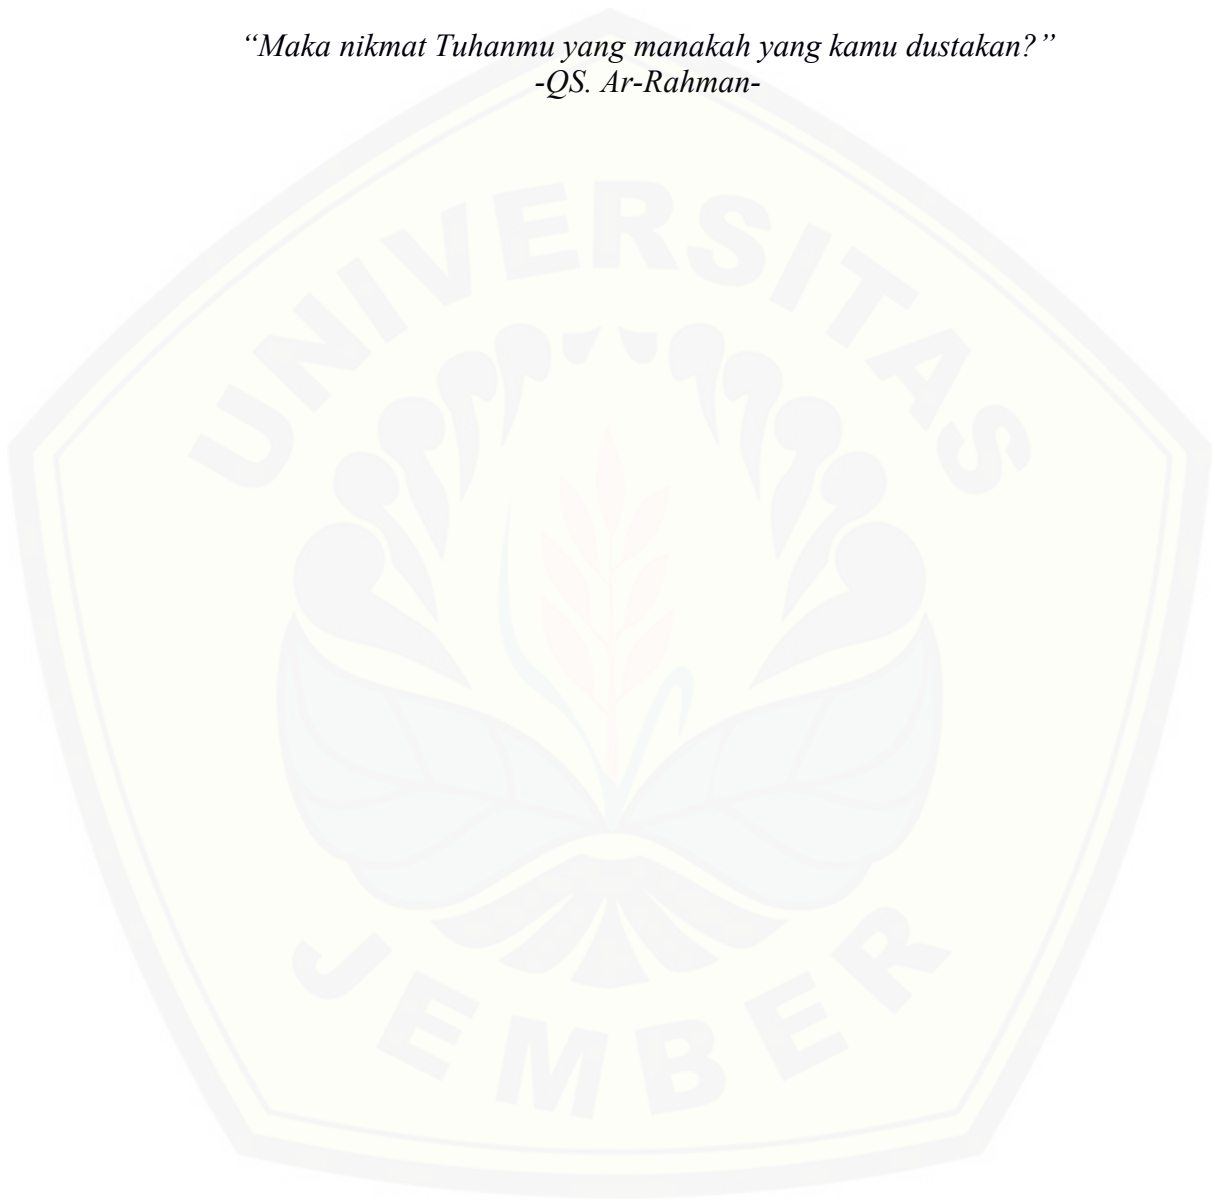 “Maka nikmat Tuhanmu yang manakah yang kamu dustakan?”
-QS. Ar-Rahman-
UNIVERSITAS
JEMBER